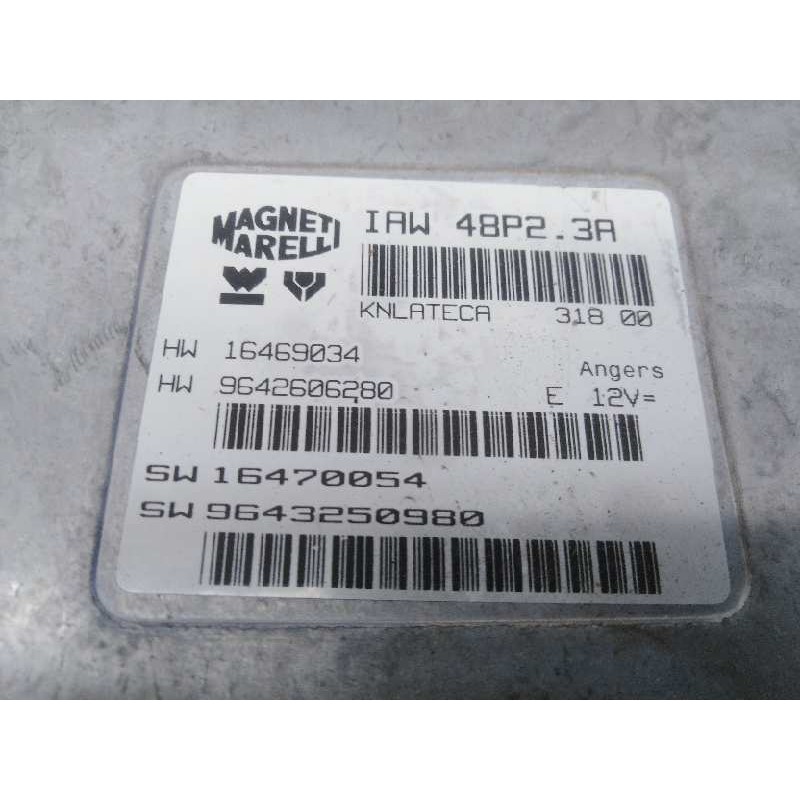 MAGNETI
MARELLI
IAW 48P2.3A
KNLATECA 318 00
HW 16469034
Angers
HW 9642606280
E 12V=
SW 16470054
SW 9643250980